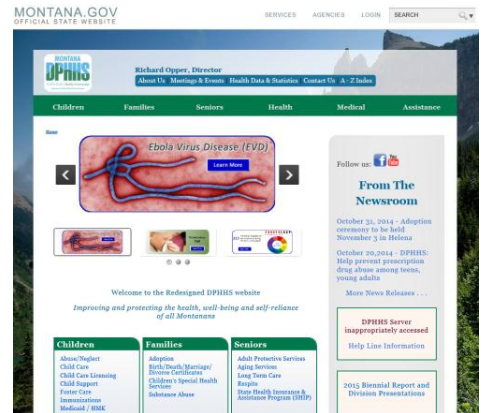 MONTANA.GOV
OFFICIAL STATE WEBSITE
SERVICES AGENCIES LOGIN SEARCH
MONTANA
DPHHS
Richard Opper, Director
About Us Meetings & Events Health Data & Statistics Contact Us A - Z Index
Children Families Seniors Health Medical Assistance
Home
Ebola Virus Disease (EVD)
Learn More
Follow us:
From The
Newsroom
October 31, 2014 - Adoption
ceremony to be held
November 3 in Helena
October 20,2014 - DPHHS:
Help prevent prescription
drug abuse among teens,
young adults
More News Releases . . .
Welcome to the Redesigned DPHHS website
Improving and protecting the health, well-being and self-reliance
of all Montanans
DPHHS Server
inappropriately accessed
Help Line Information
2015 Biennial Report and
Division Presentations
Children
Abuse/Neglect
Child Care
Child Care Licensing
Child Support
Foster Care
Immunizations
Medicaid / HMK
Families
Adoption
Birth/Death/Marriage/
Divorce Certificates
Children's Special Health
Services
Substance Abuse
Seniors
Adult Protective Services
Aging Services
Long Term Care
Respite
State Health Insurance &
Assistance Program (SHIP)